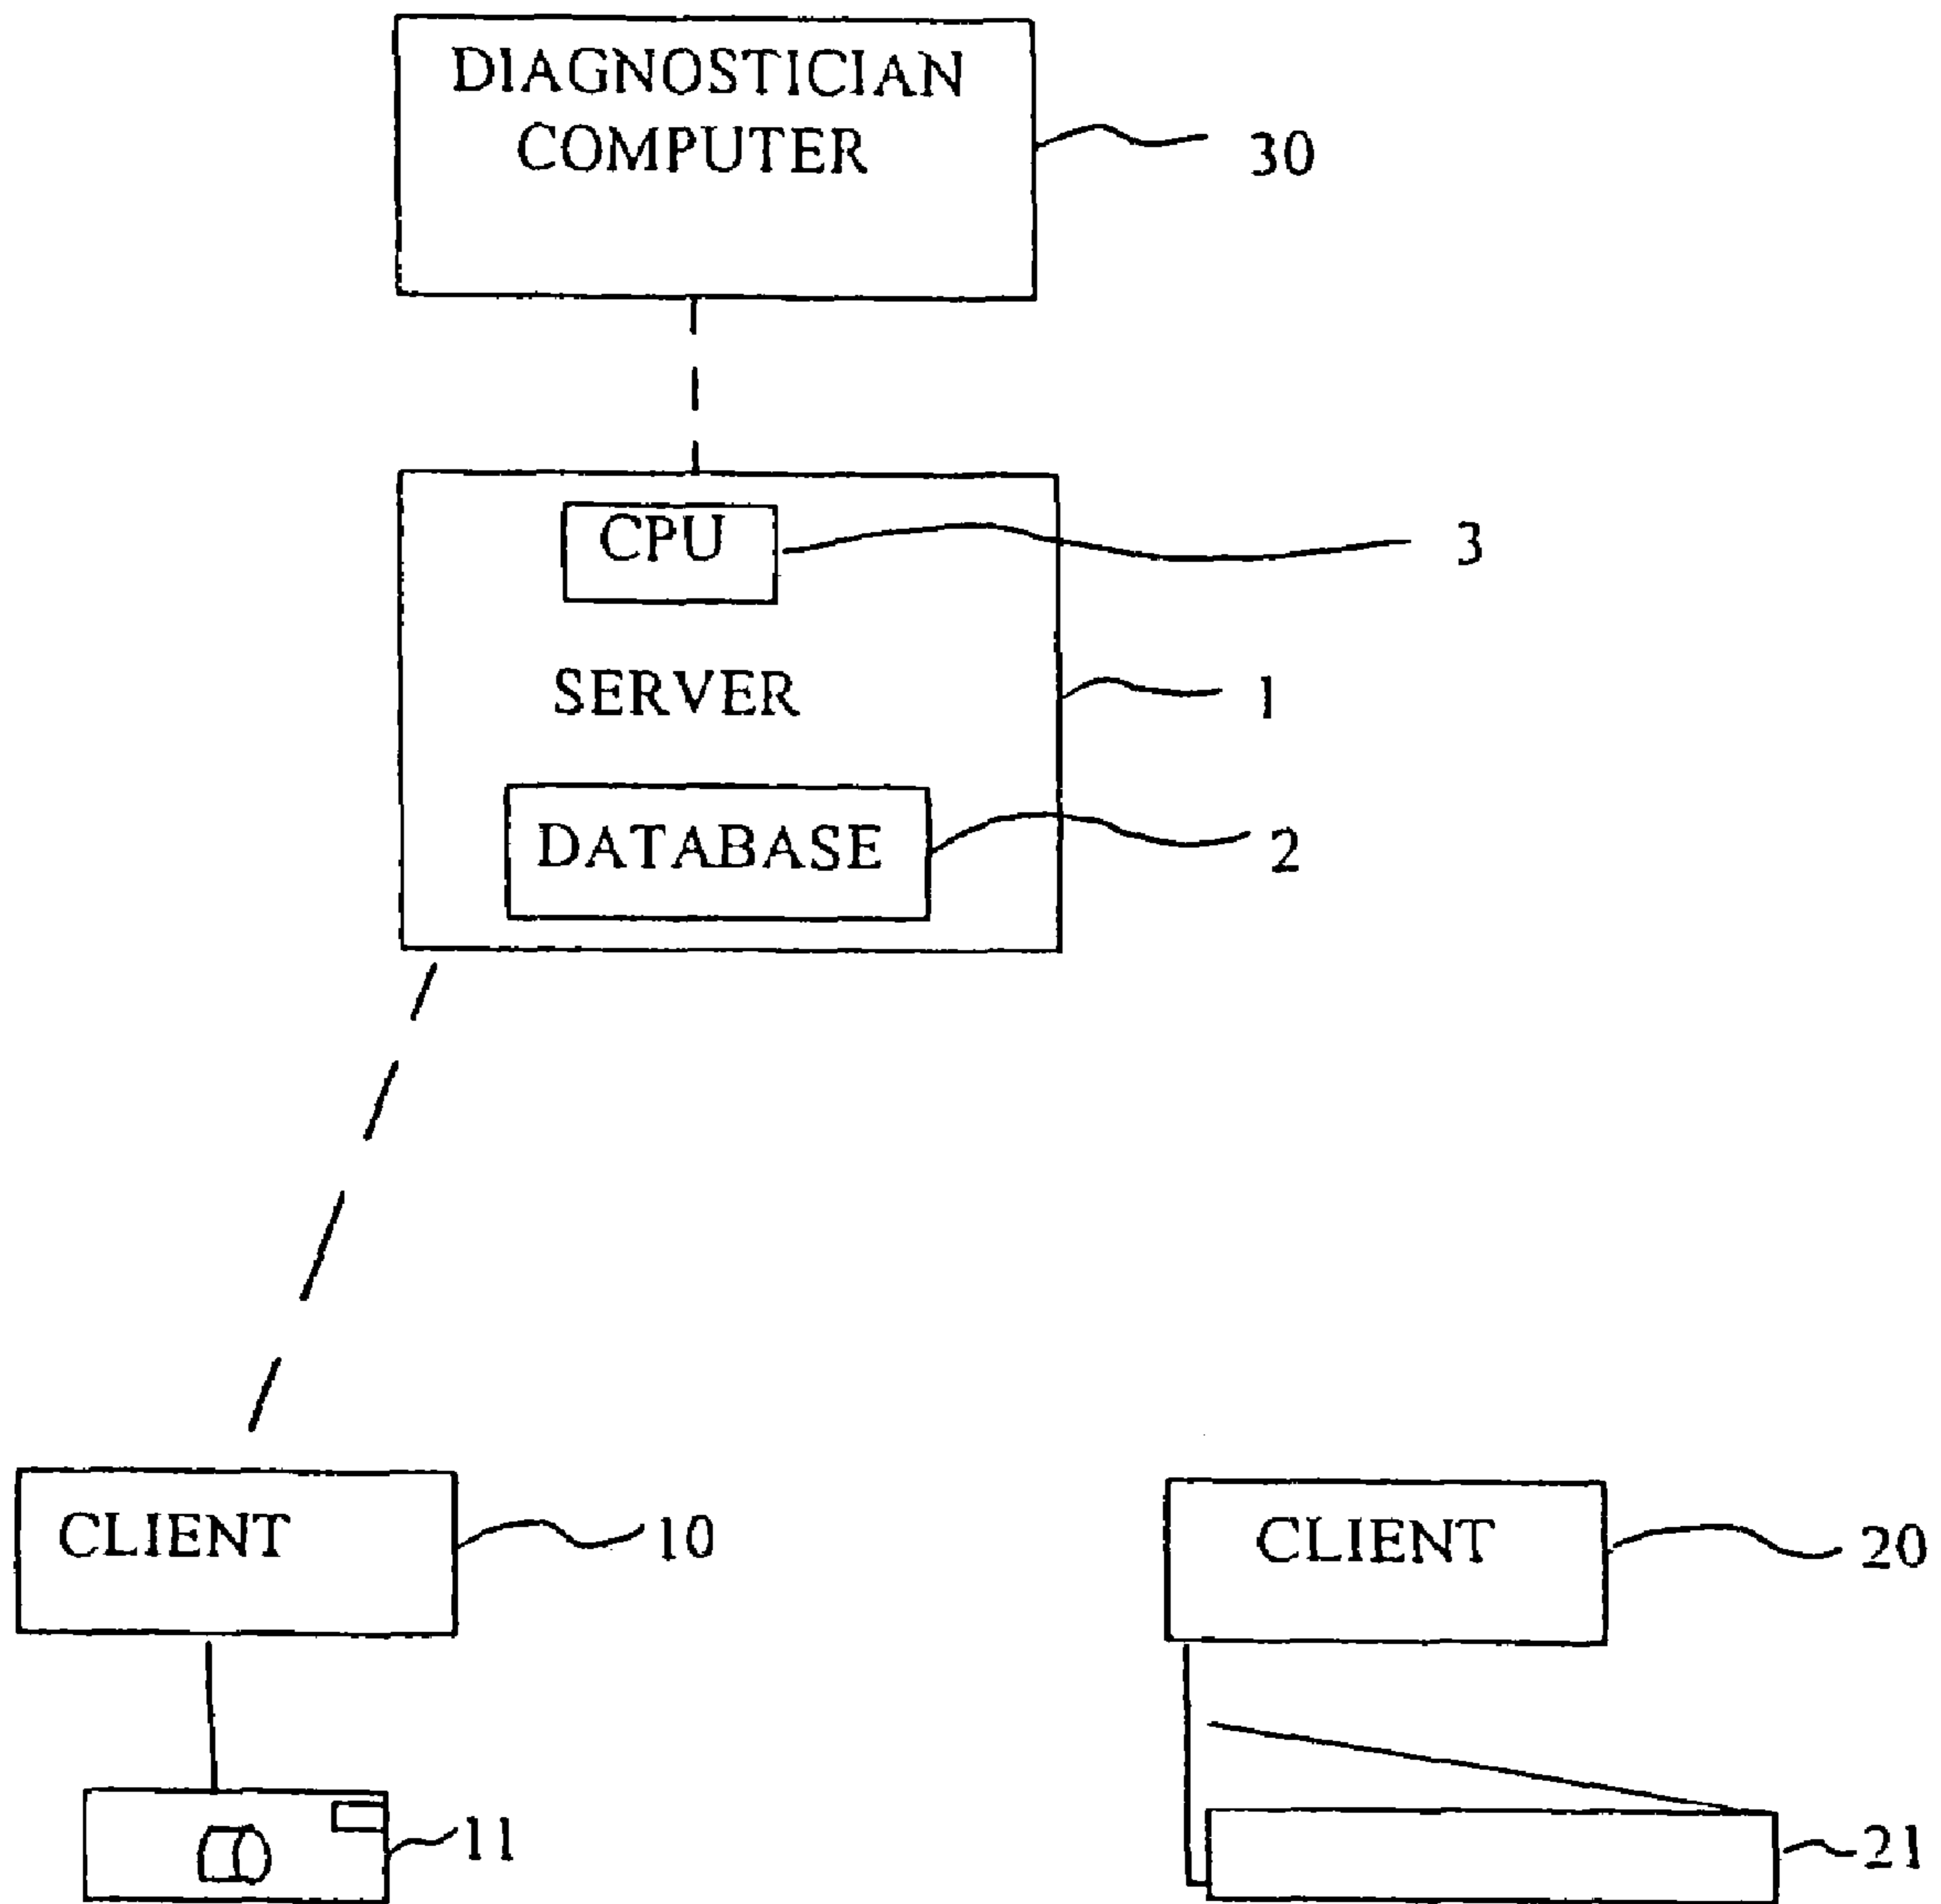 DIAGNOSTICIAN
COMPUTER
30
CPU
3
SERVER
1
DATABASE
2
CLIENT
10
CLIENT
20
11
21